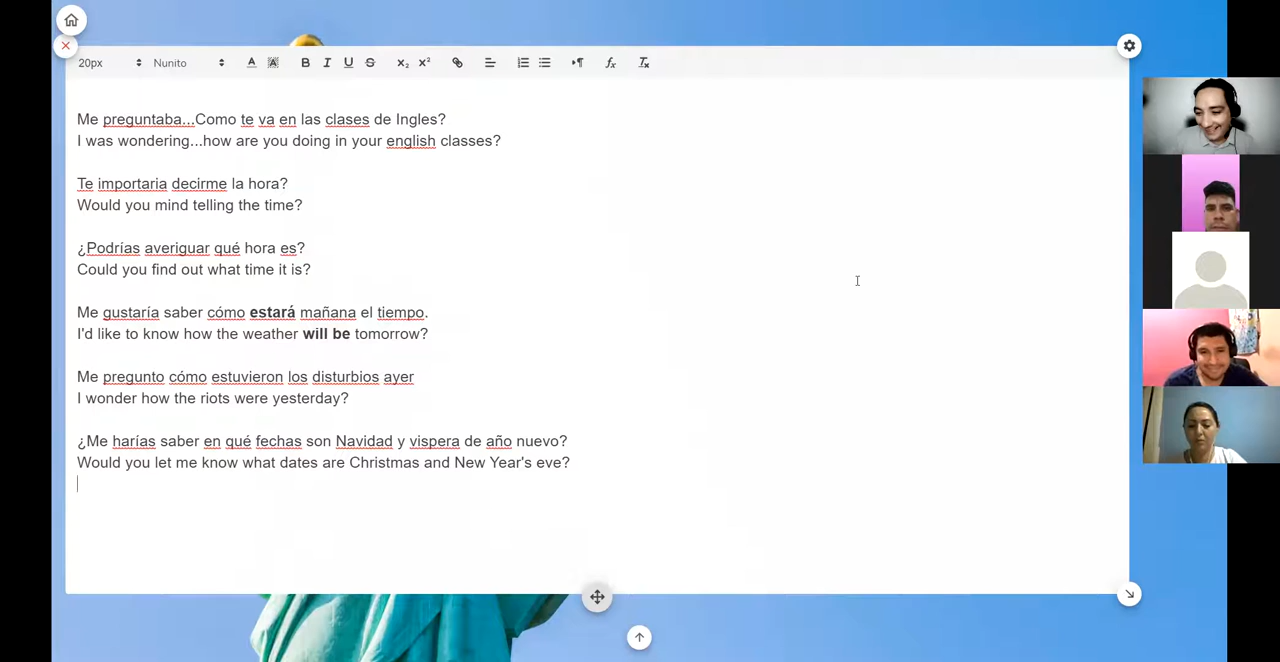 20px Nunito A A B I U S X₂ X² fx Tx
Me preguntaba...Como te va en las clases de Ingles?
I was wondering...how are you doing in your english classes?
Te importaria decirme la hora?
Would you mind telling the time?
¿Podrías averiguar qué hora es?
Could you find out what time it is?
Me gustaría saber cómo estará mañana el tiempo.
I'd like to know how the weather will be tomorrow?
Me pregunto cómo estuvieron los disturbios ayer
I wonder how the riots were yesterday?
¿Me harías saber en qué fechas son Navidad y vispera de año nuevo?
Would you let me know what dates are Christmas and New Year's eve?